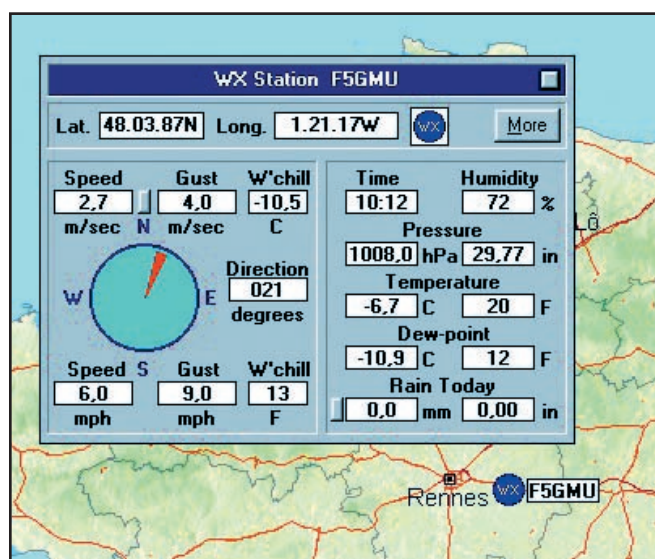 WX Station F5GMU
Lat. 48.03.87N Long. 1.21.17W WX More
Speed Gust W'chill
2,7 4,0 -10,5
m/sec N m/sec C
W E
Direction
021
degrees
Speed S Gust W'chill
6,0 9,0 13
mph mph F
Time Humidity
10:12 72 %
Pressure
1008,0 hPa 29,77 in
Temperature
-6,7 C 20 F
Dew-point
-10,9 C 12 F
Rain Today
0,0 mm 0,00 in
Lô
Rennes WX F5GMU